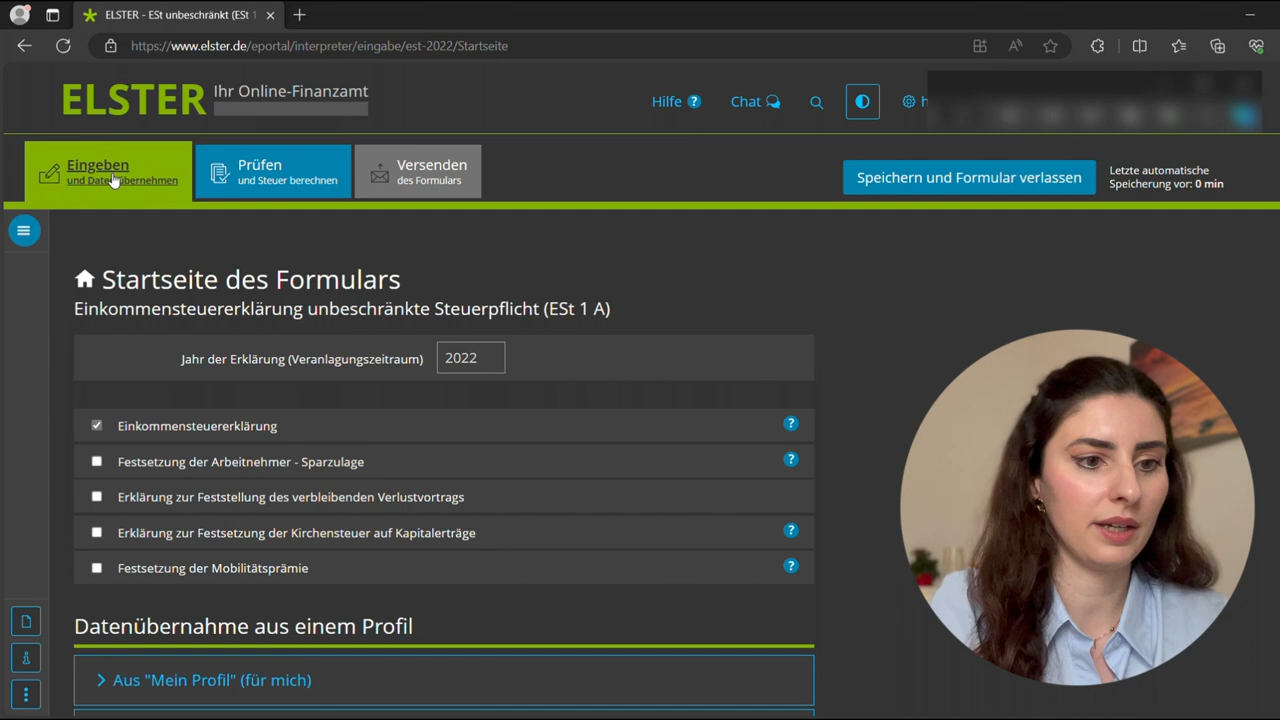 ELSTER - ESt unbeschränkt (ESt 1
https://www.elster.de/eportal/interpreter/eingabe/est-2022/Startseite
ELSTER
Ihr Online-Finanzamt
Hilfe ?
Chat
h
Eingeben
und Datenübernehmen
Prüfen
und Steuer berechnen
Versenden
des Formulars
Speichern und Formular verlassen
Letzte automatische
Speicherung vor: 0 min
Startseite des Formulars
Einkommensteuererklärung unbeschränkte Steuerpflicht (ESt 1 A)
Jahr der Erklärung (Veranlagungszeitraum) 2022
Einkommensteuererklärung ?
Festsetzung der Arbeitnehmer - Sparzulage ?
Erklärung zur Feststellung des verbleibenden Verlustvortrags
Erklärung zur Festsetzung der Kirchensteuer auf Kapitalerträge ?
Festsetzung der Mobilitätsprämie ?
Datenübernahme aus einem Profil
Aus "Mein Profil" (für mich)